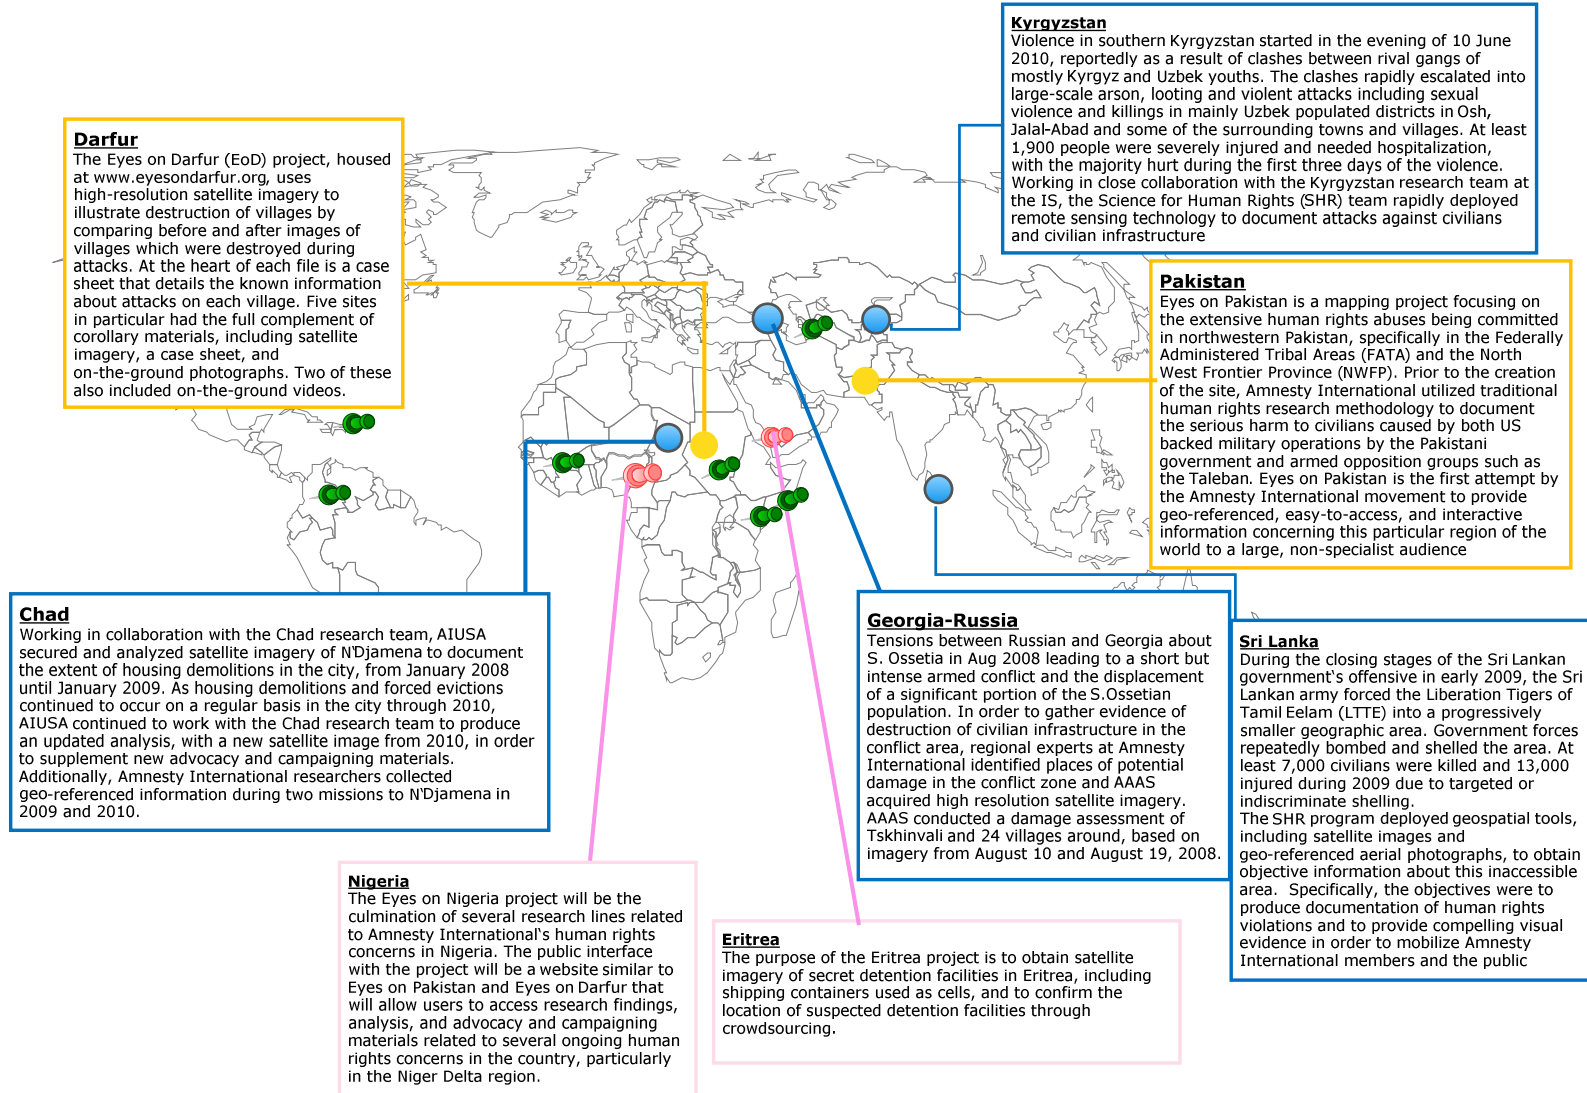 Kyrgyzstan
Violence in southern Kyrgyzstan started in the evening of 10 June
2010, reportedly as a result of clashes between rival gangs of
mostly Kyrgyz and Uzbek youths. The clashes rapidly escalated into
large-scale arson, looting and violent attacks including sexual
violence and killings in mainly Uzbek populated districts in Osh,
Jalal-Abad and some of the surrounding towns and villages. At least
1,900 people were severely injured and needed hospitalization,
with the majority hurt during the first three days of the violence.
Working in close collaboration with the Kyrgyzstan research team at
the IS, the Science for Human Rights (SHR) team rapidly deployed
remote sensing technology to document attacks against civilians
and civilian infrastructure
Darfur
The Eyes on Darfur (EoD) project, housed
at www.eyesondarfur.org, uses
high-resolution satellite imagery to
illustrate destruction of villages by
comparing before and after images of
villages which were destroyed during
attacks. At the heart of each file is a case
sheet that details the known information
about attacks on each village. Five sites
in particular had the full complement of
corollary materials, including satellite
imagery, a case sheet, and
on-the-ground photographs. Two of these
also included on-the-ground videos.
Pakistan
Eyes on Pakistan is a mapping project focusing on
the extensive human rights abuses being committed
in northwestern Pakistan, specifically in the Federally
Administered Tribal Areas (FATA) and the North
West Frontier Province (NWFP). Prior to the creation
of the site, Amnesty International utilized traditional
human rights research methodology to document
the serious harm to civilians caused by both US
backed military operations by the Pakistani
government and armed opposition groups such as
the Taleban. Eyes on Pakistan is the first attempt by
the Amnesty International movement to provide
geo-referenced, easy-to-access, and interactive
information concerning this particular region of the
world to a large, non-specialist audience
Chad
Working in collaboration with the Chad research team, AIUSA
secured and analyzed satellite imagery of N'Djamena to document
the extent of housing demolitions in the city, from January 2008
until January 2009. As housing demolitions and forced evictions
continued to occur on a regular basis in the city through 2010,
AIUSA continued to work with the Chad research team to produce
an updated analysis, with a new satellite image from 2010, in order
to supplement new advocacy and campaigning materials.
Additionally, Amnesty International researchers collected
geo-referenced information during two missions to N'Djamena in
2009 and 2010.
Georgia-Russia
Tensions between Russian and Georgia about
S. Ossetia in Aug 2008 leading to a short but
intense armed conflict and the displacement
of a significant portion of the S.Ossetian
population. In order to gather evidence of
destruction of civilian infrastructure in the
conflict area, regional experts at Amnesty
International identified places of potential
damage in the conflict zone and AAAS
acquired high resolution satellite imagery.
AAAS conducted a damage assessment of
Tskhinvali and 24 villages around, based on
imagery from August 10 and August 19, 2008.
Sri Lanka
During the closing stages of the Sri Lankan
government's offensive in early 2009, the Sri
Lankan army forced the Liberation Tigers of
Tamil Eelam (LTTE) into a progressively
smaller geographic area. Government forces
repeatedly bombed and shelled the area. At
least 7,000 civilians were killed and 13,000
injured during 2009 due to targeted or
indiscriminate shelling.
The SHR program deployed geospatial tools,
including satellite images and
geo-referenced aerial photographs, to obtain
objective information about this inaccessible
area.  Specifically, the objectives were to
produce documentation of human rights
violations and to provide compelling visual
evidence in order to mobilize Amnesty
International members and the public
Nigeria
The Eyes on Nigeria project will be the
culmination of several research lines related
to Amnesty International's human rights
concerns in Nigeria. The public interface
with the project will be a website similar to
Eyes on Pakistan and Eyes on Darfur that
will allow users to access research findings,
analysis, and advocacy and campaigning
materials related to several ongoing human
rights concerns in the country, particularly
in the Niger Delta region.
Eritrea
The purpose of the Eritrea project is to obtain satellite
imagery of secret detention facilities in Eritrea, including
shipping containers used as cells, and to confirm the
location of suspected detention facilities through
crowdsourcing.